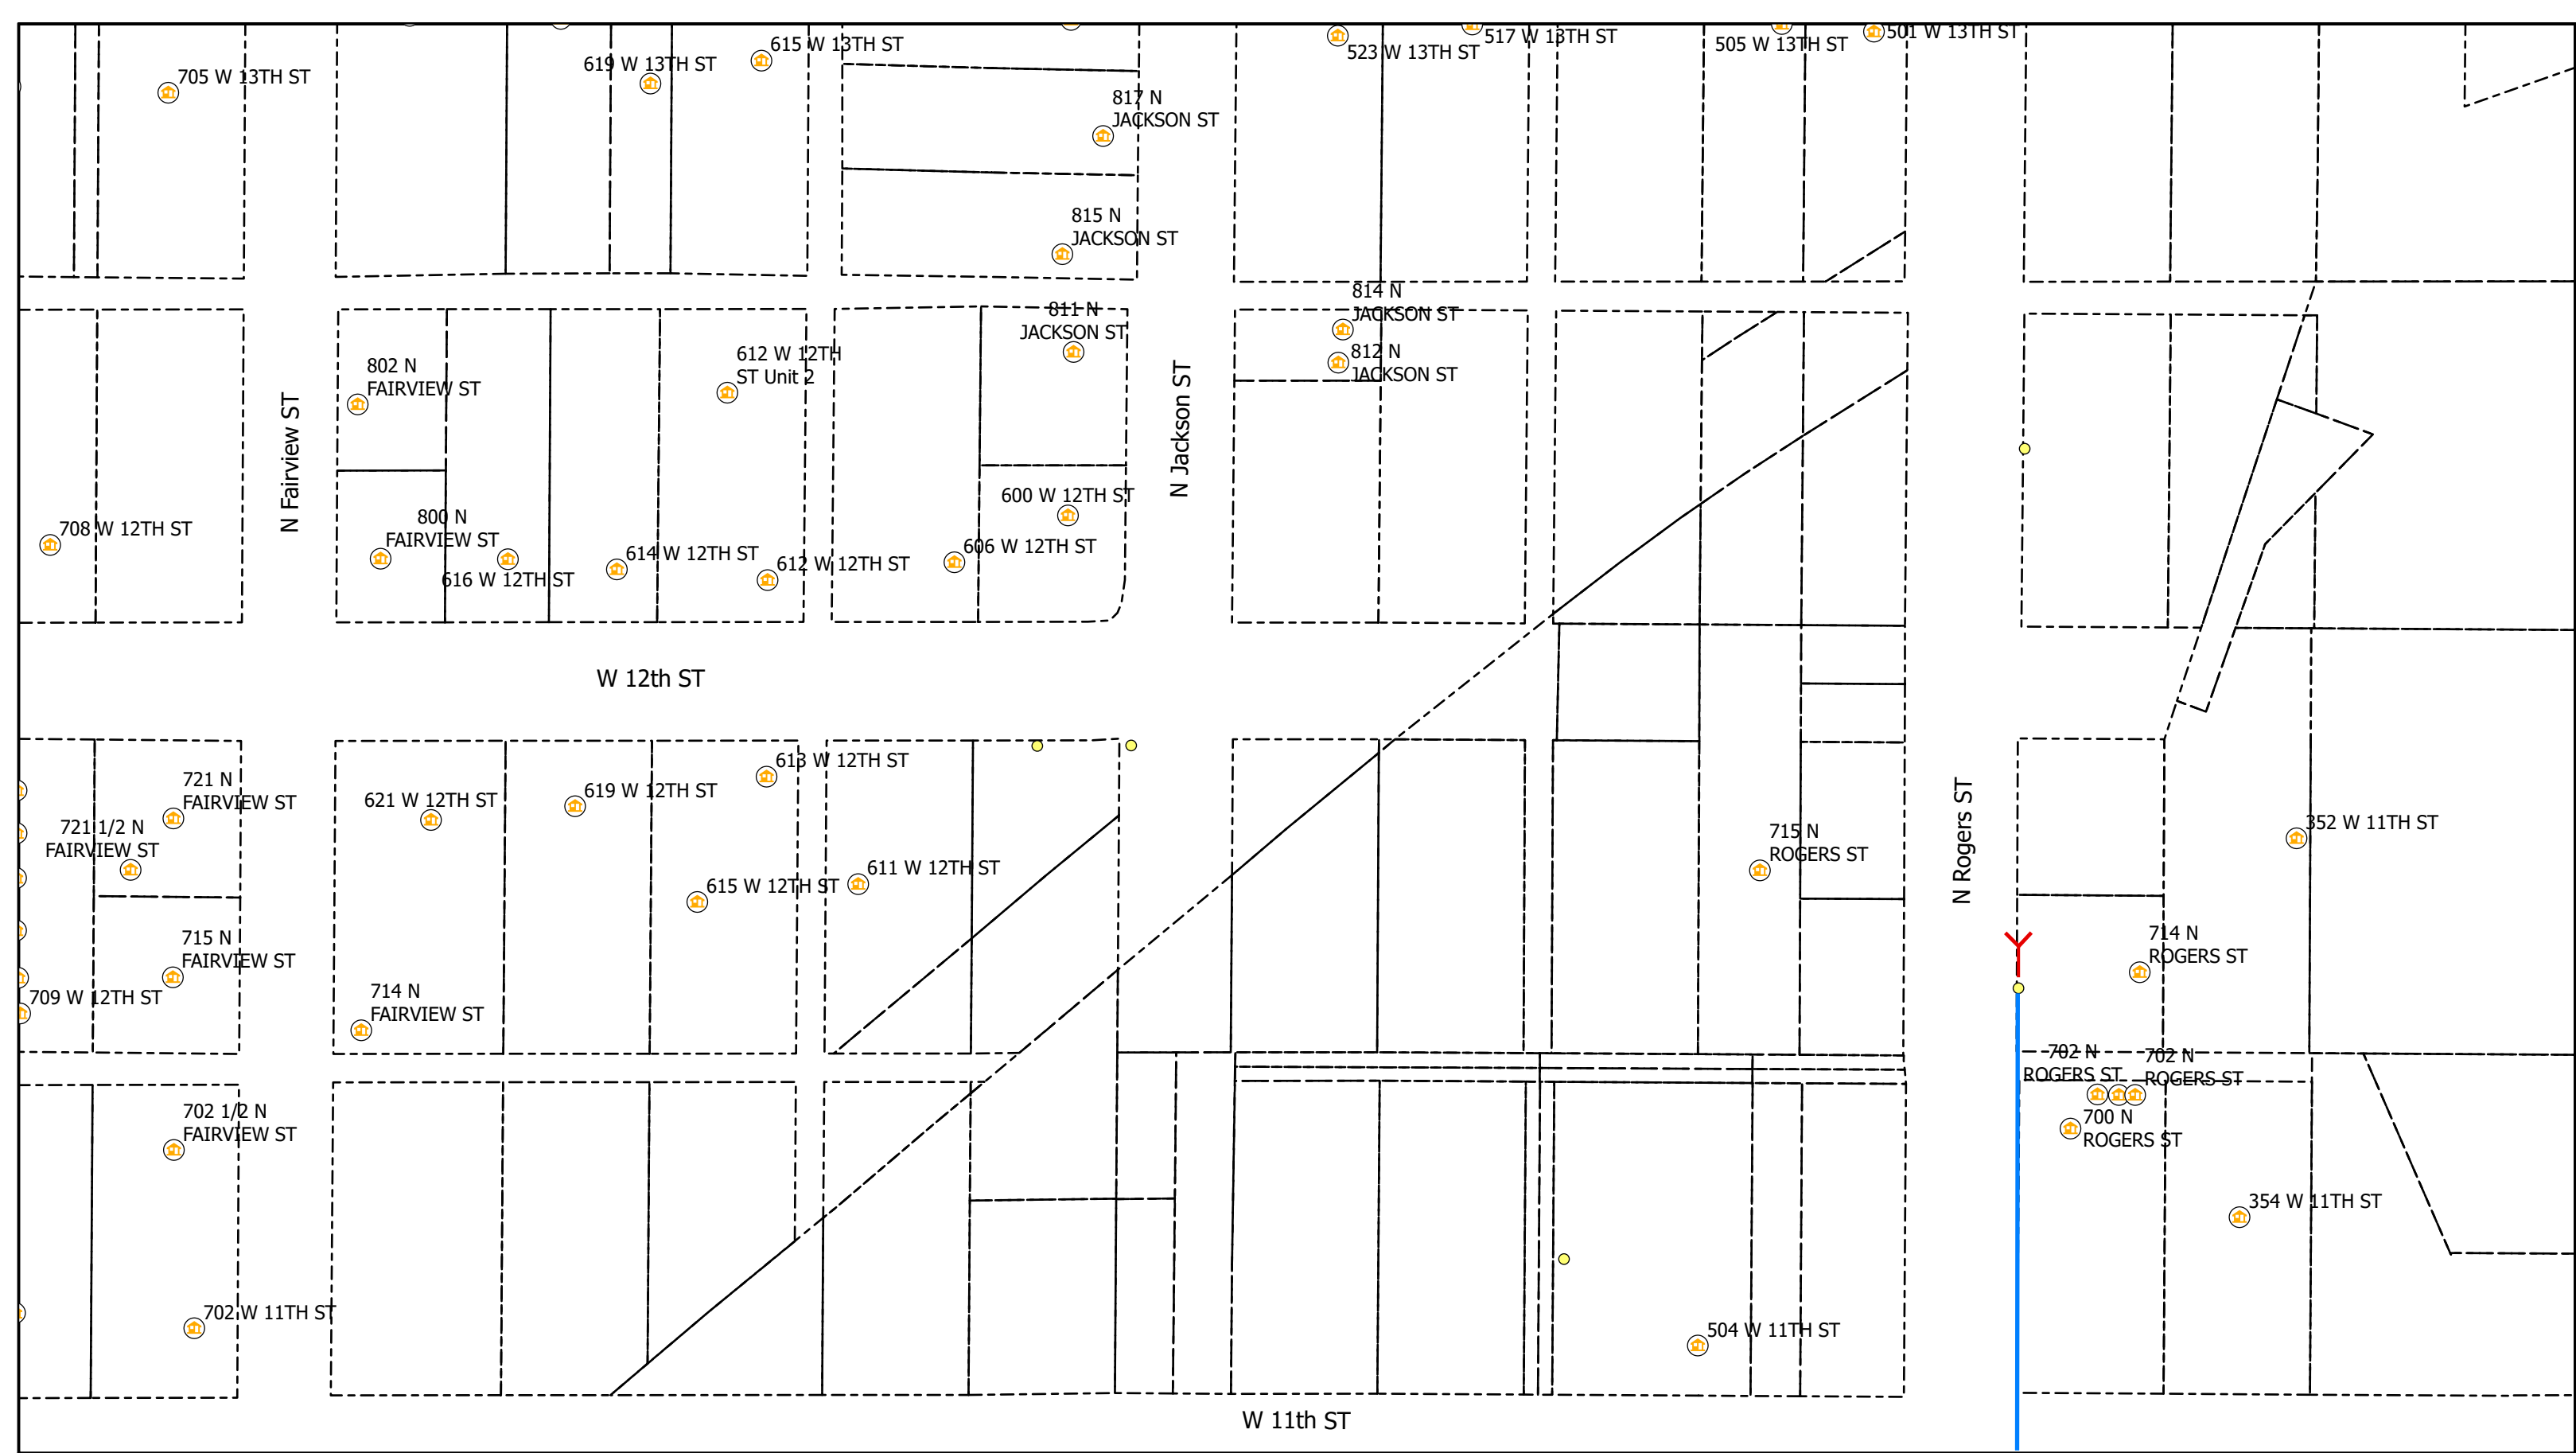 705 W 13TH ST
619 W 13TH ST
615 W 13TH ST
523 W 13TH ST
517 W 13TH ST
505 W 13TH ST
501 W 13TH ST
817 N
JACKSON ST
815 N
JACKSON ST
811 N
JACKSON ST
814 N
JACKSON ST
812 N
JACKSON ST
802 N
FAIRVIEW ST
612 W 12TH
ST Unit 2
N Fairview ST
N Jackson ST
708 W 12TH ST
800 N
FAIRVIEW ST
616 W 12TH ST
614 W 12TH ST
612 W 12TH ST
600 W 12TH ST
606 W 12TH ST
W 12th ST
721 N
FAIRVIEW ST
721 1/2 N
FAIRVIEW ST
621 W 12TH ST
619 W 12TH ST
613 W 12TH ST
615 W 12TH ST
611 W 12TH ST
715 N
ROGERS ST
N Rogers ST
352 W 11TH ST
715 N
FAIRVIEW ST
709 W 12TH ST
714 N
FAIRVIEW ST
714 N
ROGERS ST
702 N
ROGERS ST
702 N
ROGERS ST
700 N
ROGERS ST
702 1/2 N
FAIRVIEW ST
354 W 11TH ST
702 W 11TH ST
504 W 11TH ST
W 11th ST